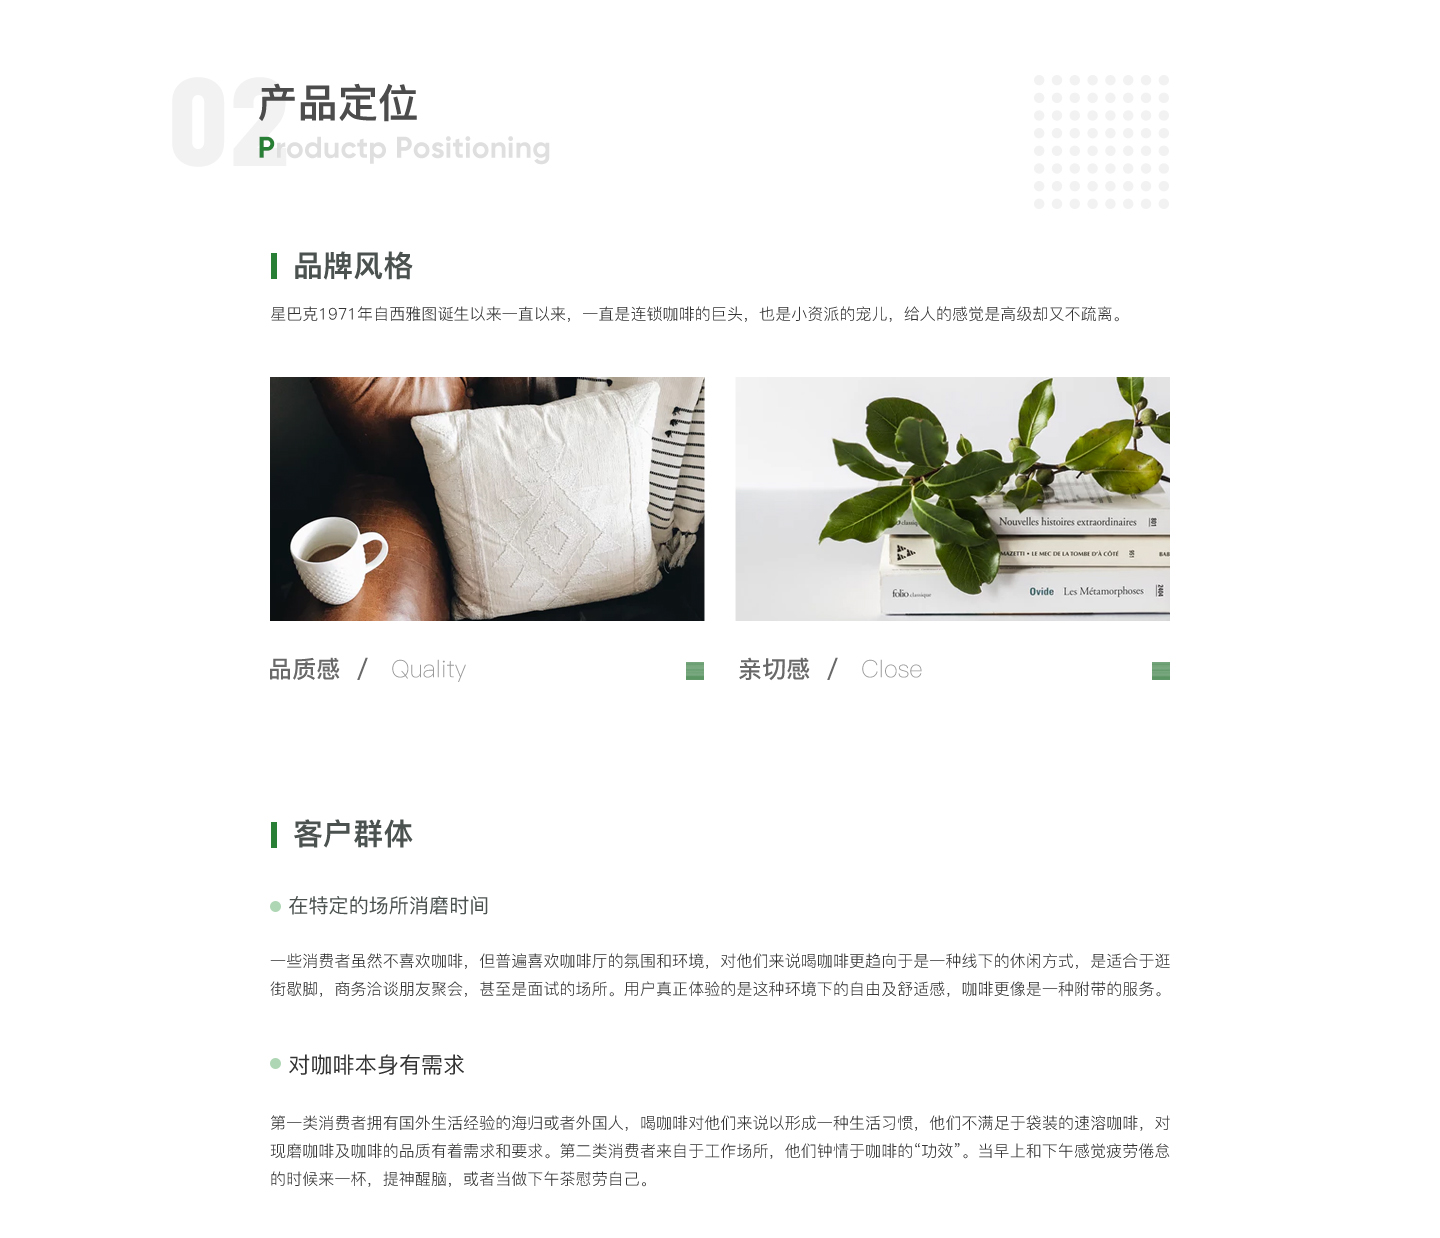 02
产品定位
Productp Positioning
品牌风格
星巴克1971年自西雅图诞生以来一直以来，一直是连锁咖啡的巨头，也是小资派的宠儿，给人的感觉是高级却又不疏离。
Nouvelles histoires extraordinaires
MAZETTI • LE MEC DE LA TOMBE D'À CÔTÉ
folio classique
Ovide Les Métamorphoses
品质感 / Quality
亲切感 / Close
客户群体
在特定的场所消磨时间
一些消费者虽然不喜欢咖啡，但普遍喜欢咖啡厅的氛围和环境，对他们来说喝咖啡更趋向于是一种线下的休闲方式，是适合于逛
街歇脚，商务洽谈朋友聚会，甚至是面试的场所。用户真正体验的是这种环境下的自由及舒适感，咖啡更像是一种附带的服务。
对咖啡本身有需求
第一类消费者拥有国外生活经验的海归或者外国人，喝咖啡对他们来说以形成一种生活习惯，他们不满足于袋装的速溶咖啡，对
现磨咖啡及咖啡的品质有着需求和要求。第二类消费者来自于工作场所，他们钟情于咖啡的“功效”。当早上和下午感觉疲劳倦怠
的时候来一杯，提神醒脑，或者当做下午茶慰劳自己。